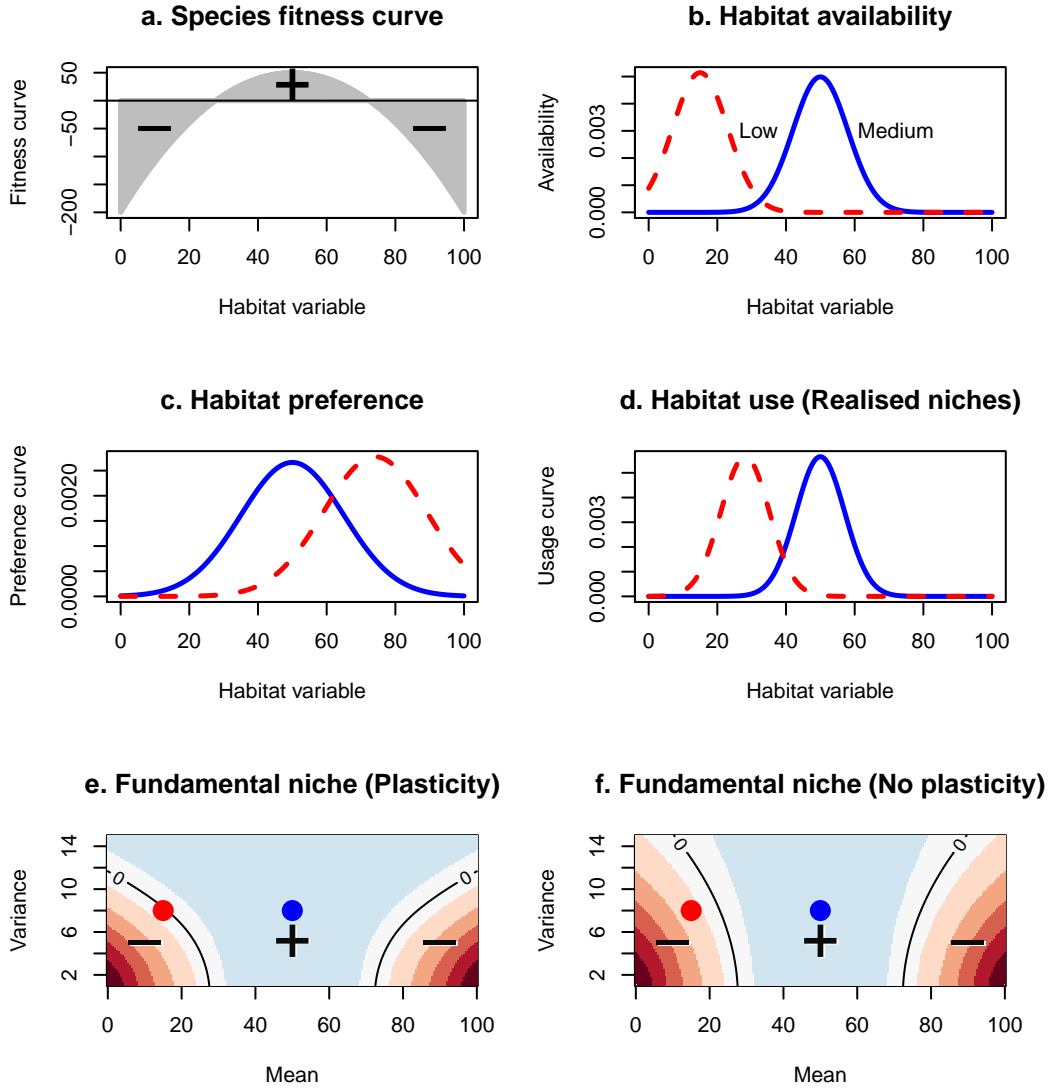 a. Species fitness curve
Fitness curve
50
−50
−200
0 20 40 60 80 100
Habitat variable
b. Habitat availability
Availability
0.003
0.000
Low
Medium
0 20 40 60 80 100
Habitat variable
c. Habitat preference
Preference curve
0.0020
0.0000
0 20 40 60 80 100
Habitat variable
d. Habitat use (Realised niches)
Usage curve
0.003
0.000
0 20 40 60 80 100
Habitat variable
e. Fundamental niche (Plasticity)
Variance
14
10
6
2
0
0
0 20 40 60 80 100
Mean
f. Fundamental niche (No plasticity)
Variance
14
10
6
2
0
0
0 20 40 60 80 100
Mean